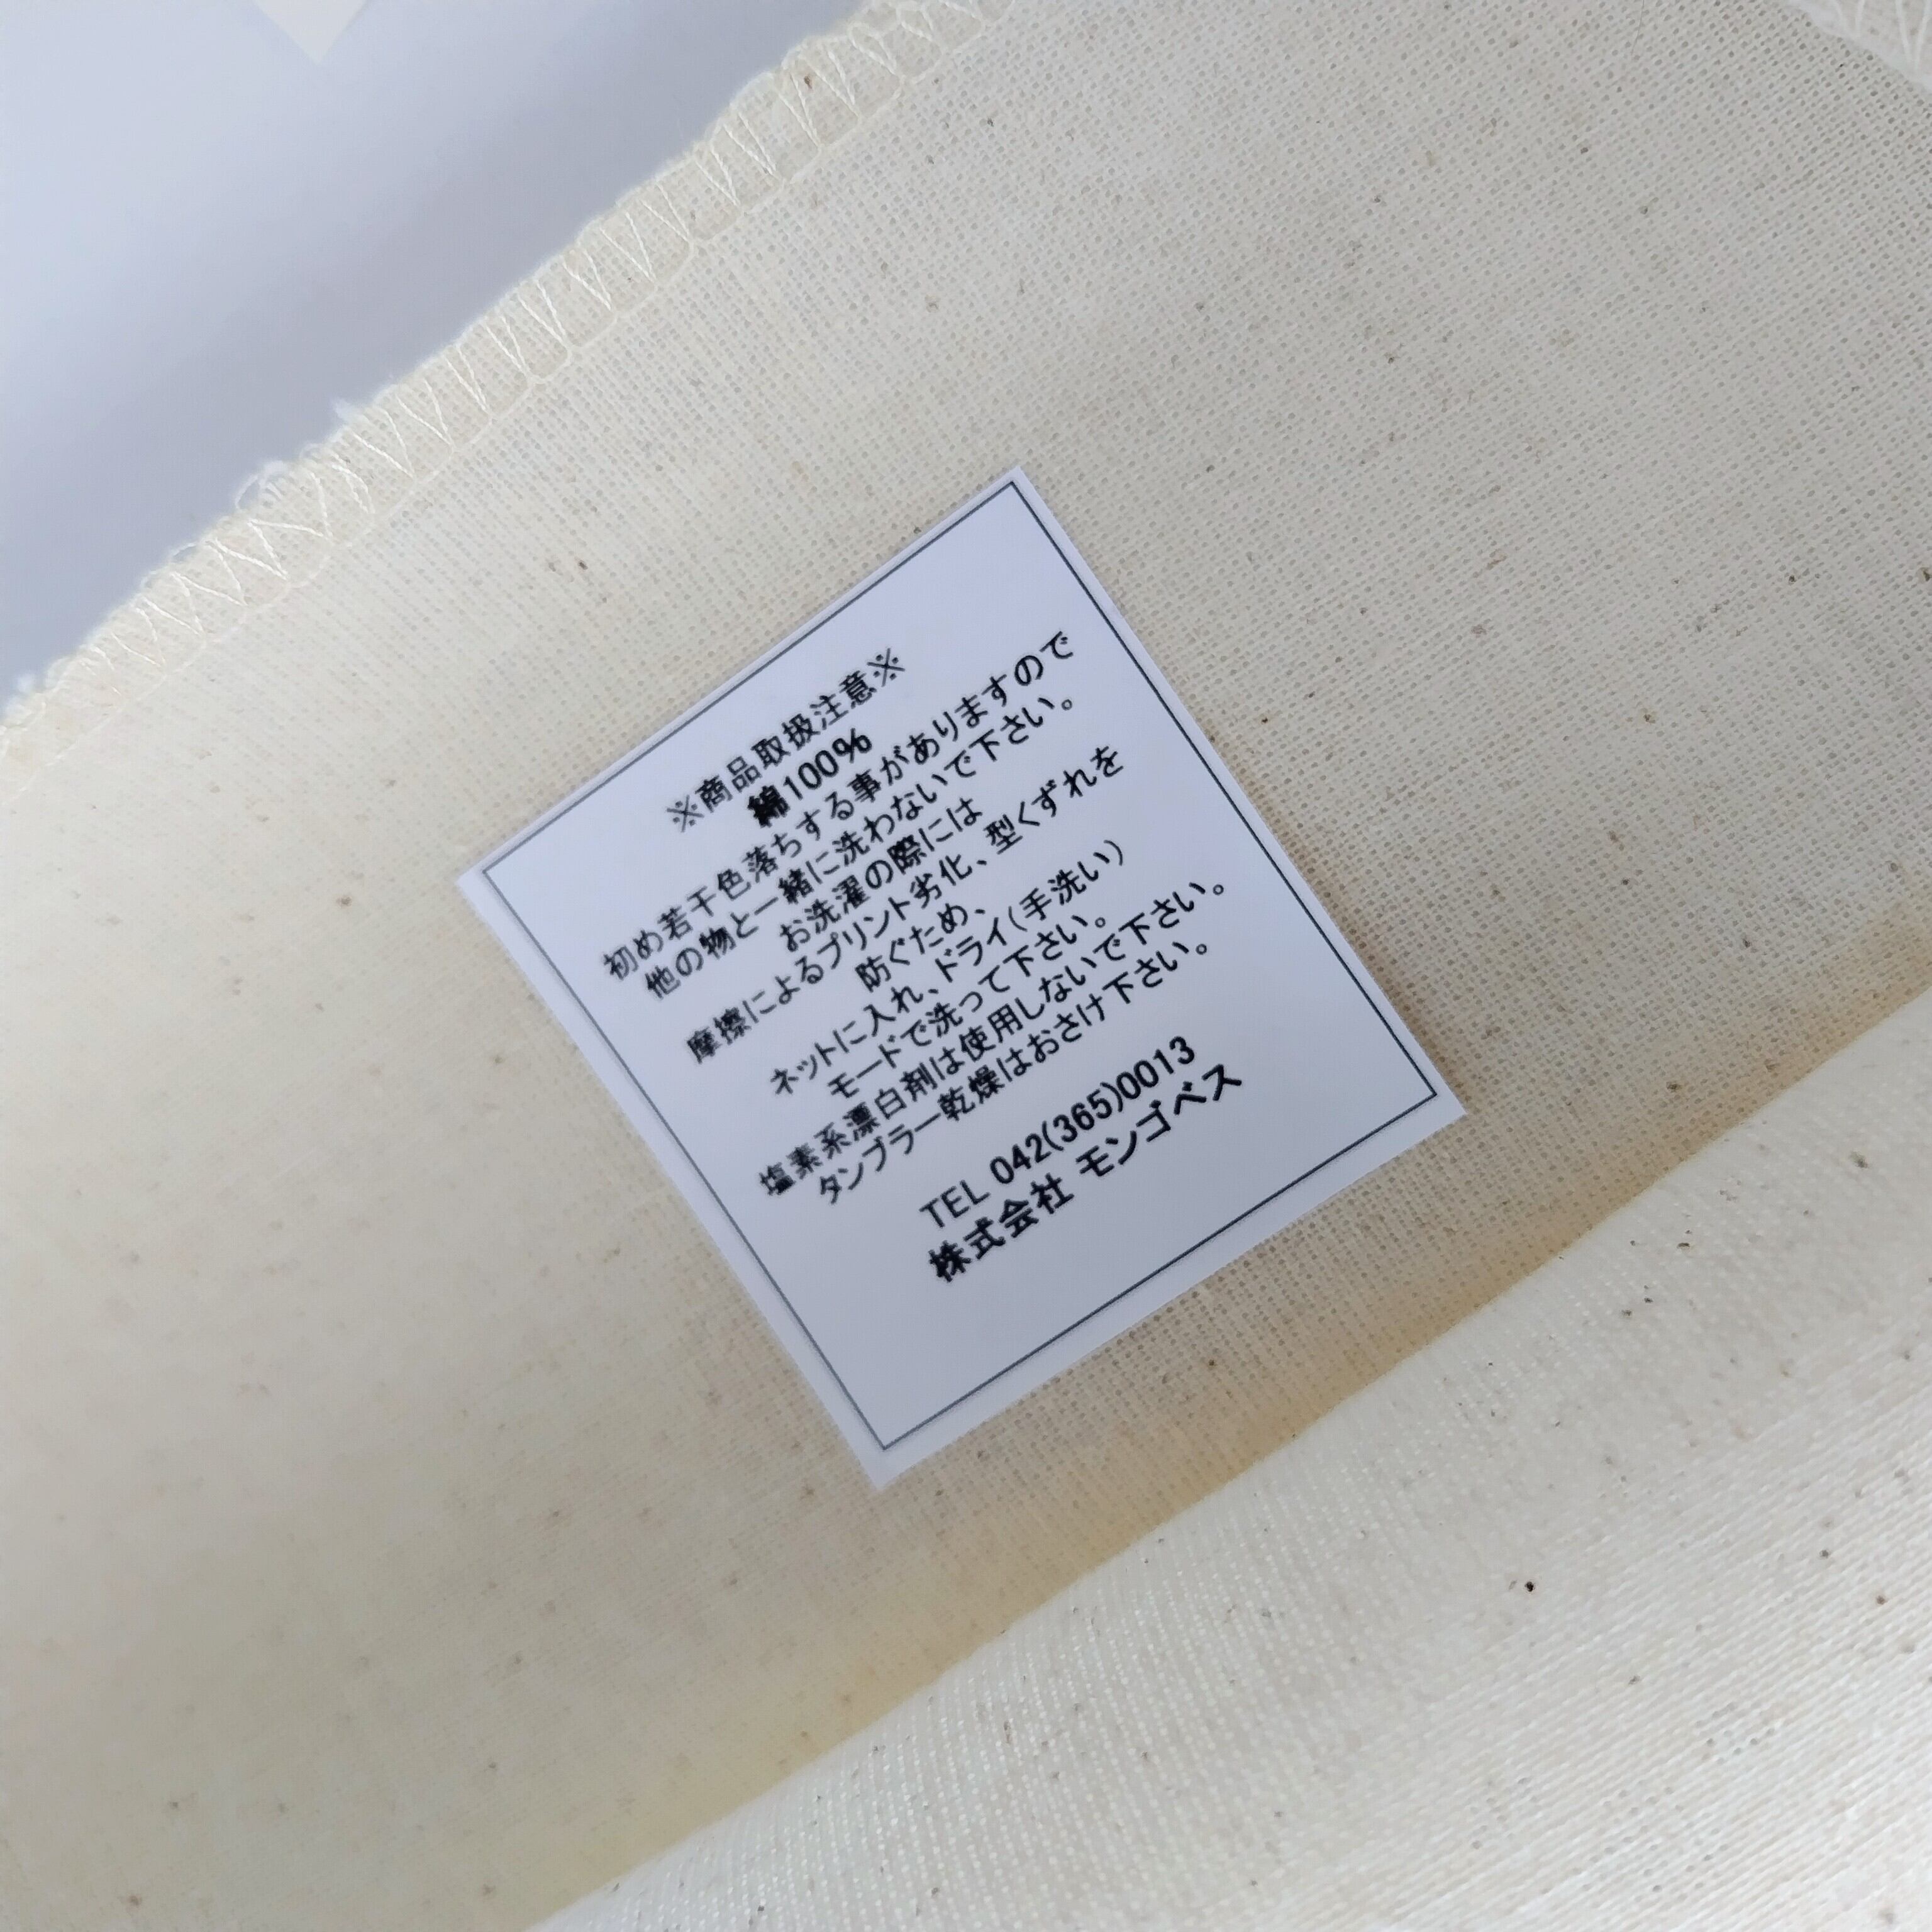 ※商品取扱注意※
綿100%
初め若干色落ちする事がありますので
他の物と一緒に洗わないで下さい。
お洗濯の際には
摩擦によるプリント劣化、型くずれを
防ぐため、
ネットに入れ、ドライ(手洗い)
モードで洗って下さい。
塩素系漂白剤は使用しないで下さい。
タンブラー乾燥はおさけ下さい。
TEL 042(365)0013
株式会社 モンゴベス